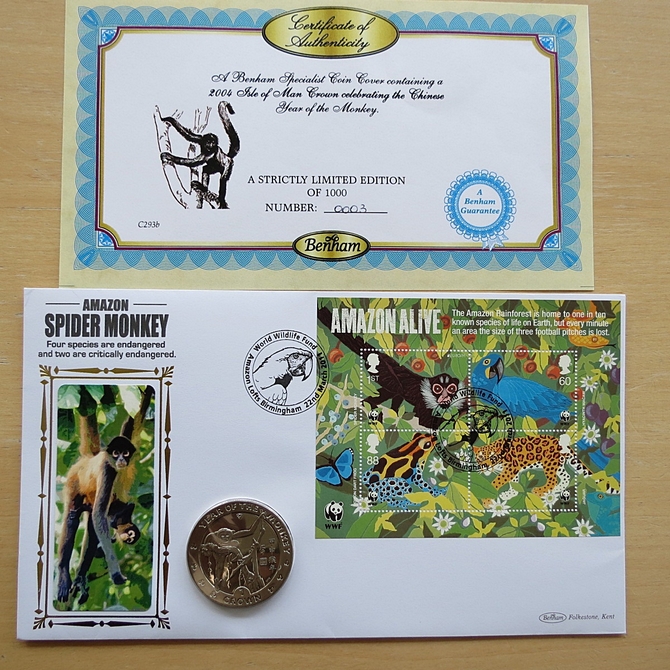 Certificate of
Authenticity
A Benham Specialist Coin Cover containing a
2004 Isle of Man Crown celebrating the Chinese
Year of the Monkey.
A STRICTLY LIMITED EDITION
OF 1000
NUMBER: 0003
A
Benham
Guarantee
C293b
Benham
AMAZON
SPIDER MONKEY
Four species are endangered
and two are critically endangered.
World Wildlife Fund
Amazon Lofts Birmingham 22nd March 2011
AMAZON ALIVE
The Amazon Rainforest is home to one in ten
known species of life on Earth, but every minute
an area the size of three football pitches is lost.
1ST
60
88
WWF
YEAR OF THE MONKEY
1 CROWN
Benham Folkestone, Kent